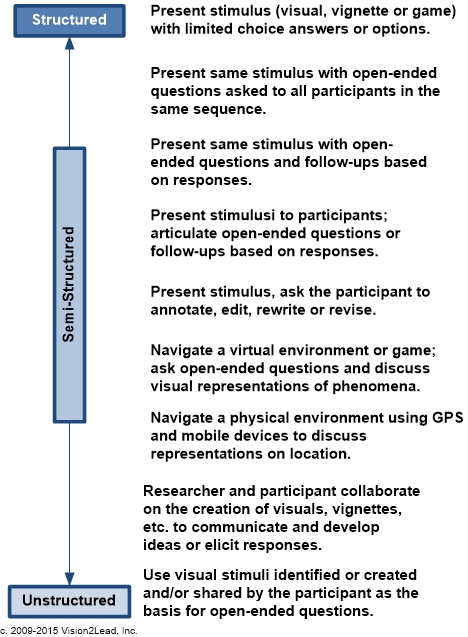 Structured
Present stimulus (visual, vignette or game)
with limited choice answers or options.
Present same stimulus with open-ended
questions asked to all participants in the
same sequence.
Present same stimulus with open-
ended questions and follow-ups based
on responses.
Semi-Structured
Present stimulusi to participants;
articulate open-ended questions or
follow-ups based on responses.
Present stimulus, ask the participant to
annotate, edit, rewrite or revise.
Navigate a virtual environment or game;
ask open-ended questions and discuss
visual representations of phenomena.
Navigate a physical environment using GPS
and mobile devices to discuss
representations on location.
Researcher and participant collaborate
on the creation of visuals, vignettes,
etc. to communicate and develop
ideas or elicit responses.
Unstructured
Use visual stimuli identified or created
and/or shared by the participant as the
basis for open-ended questions.
c. 2009-2015 Vision2Lead, Inc.